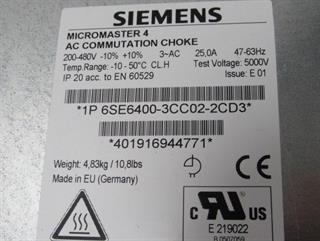 SIEMENS
MICROMASTER 4
AC COMMUTATION CHOKE
200-480V -10% +10% 3~AC 25,0A 47-63Hz
Temp.Range: -10 - 50°C CL.H Test Voltage: 5000V
IP 20 acc. to EN 60529 Issue: E 01
*1P 6SE6400-3CC02-2CD3*
*401916944771*
Weight: 4,83kg / 10,8lbs
Made in EU (Germany)
C UL US
E 219022